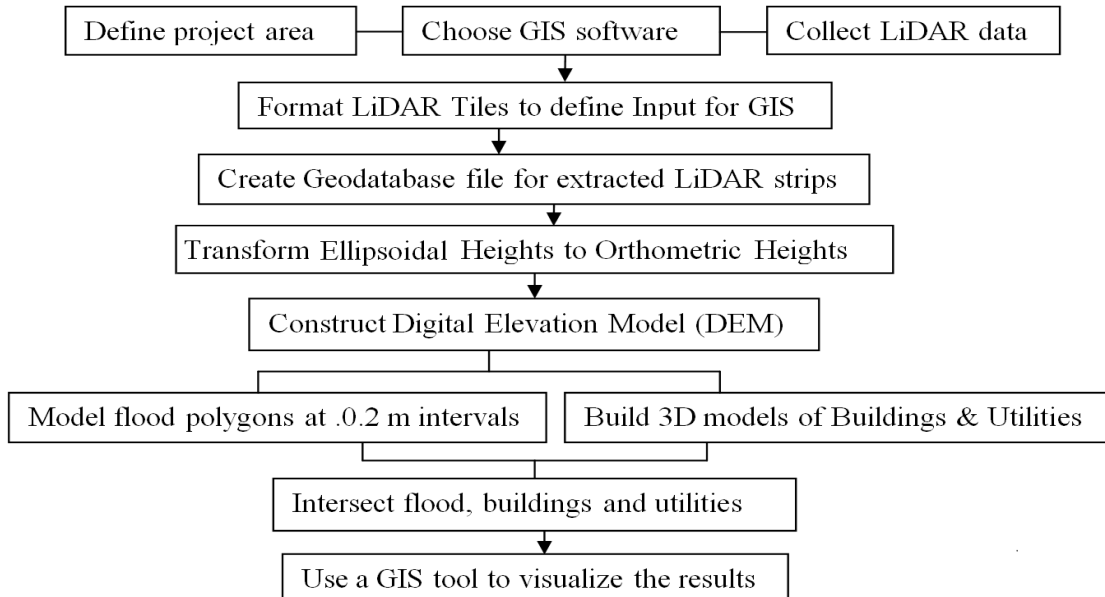 Define project area
Choose GIS software
Collect LiDAR data
Format LiDAR Tiles to define Input for GIS
Create Geodatabase file for extracted LiDAR strips
Transform Ellipsoidal Heights to Orthometric Heights
Construct Digital Elevation Model (DEM)
Model flood polygons at .0.2 m intervals
Build 3D models of Buildings & Utilities
Intersect flood, buildings and utilities
Use a GIS tool to visualize the results